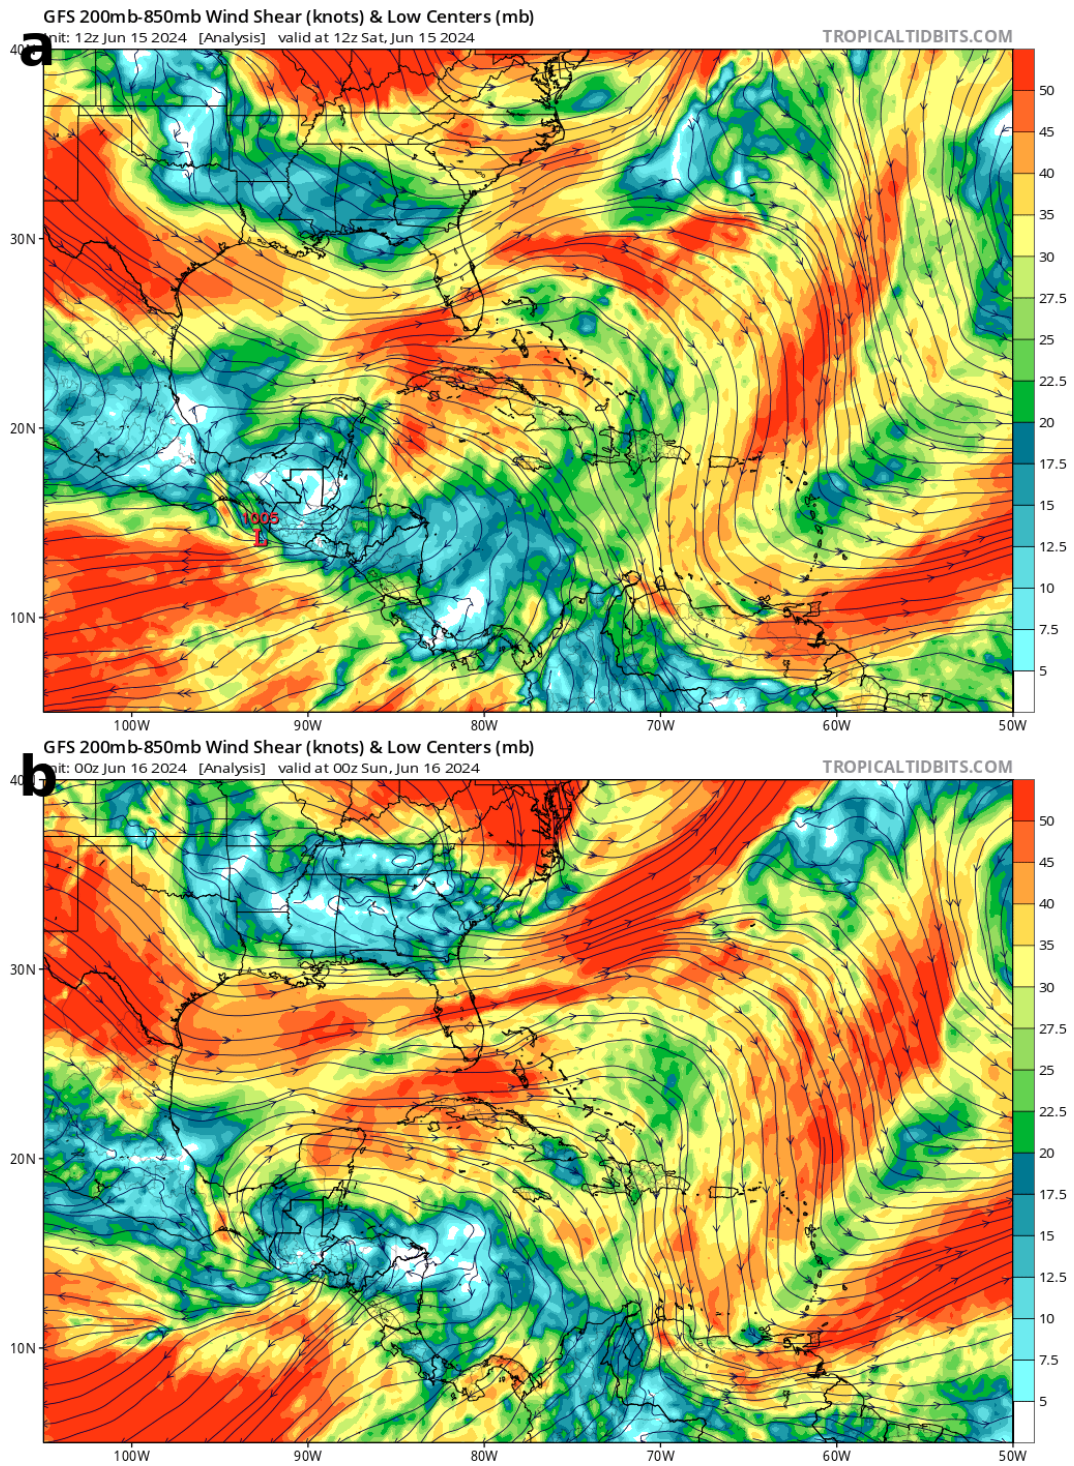 GFS 200mb-850mb Wind Shear (knots) & Low Centers (mb)
Init: 12z Jun 15 2024 [Analysis] valid at 12z Sat, Jun 15 2024
TROPICALTIDBITS.COM
a
40N
30N
20N
10N
1005
L
100W
90W
80W
70W
60W
50W
50
45
40
35
30
27.5
25
22.5
20
17.5
15
12.5
10
7.5
5
GFS 200mb-850mb Wind Shear (knots) & Low Centers (mb)
Init: 00z Jun 16 2024 [Analysis] valid at 00z Sun, Jun 16 2024
TROPICALTIDBITS.COM
b
40N
30N
20N
10N
100W
90W
80W
70W
60W
50W
50
45
40
35
30
27.5
25
22.5
20
17.5
15
12.5
10
7.5
5